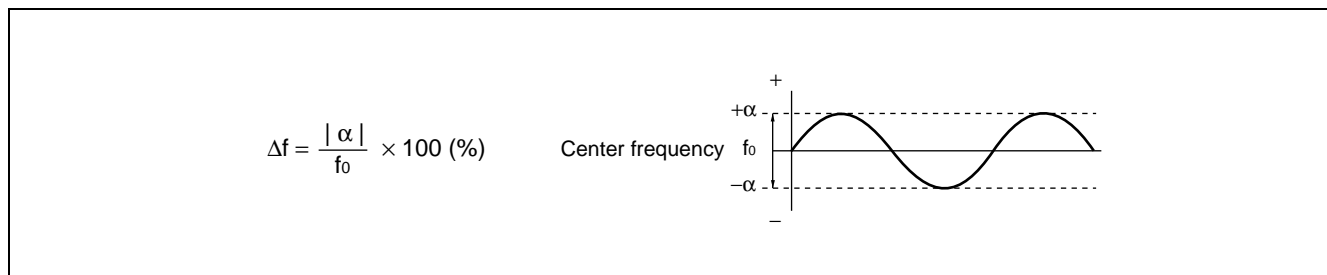 Δf = | α | / f0 × 100 (%)
Center frequency
+
+α
f0
−α
−